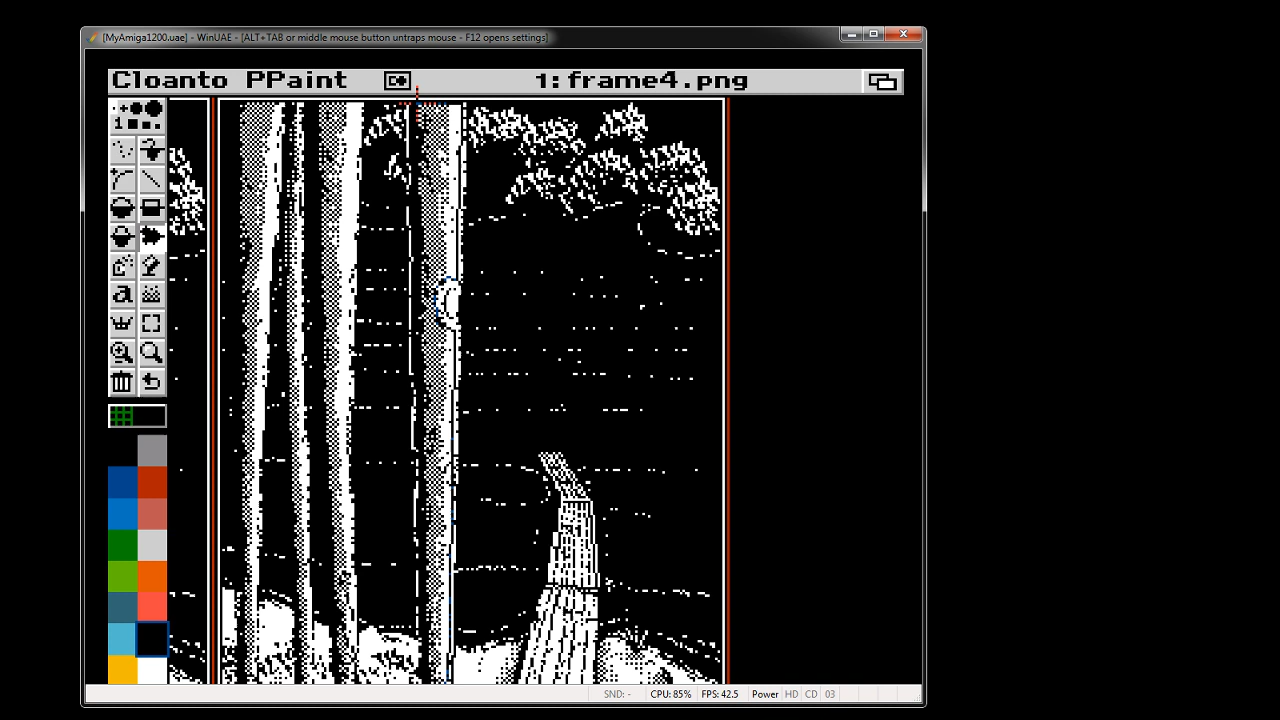 [MyAmiga1200.uae] - WinUAE - [ALT+TAB or middle mouse button untraps mouse - F12 opens settings]
Cloanto PPaint
1:frame4.png
1
a
SND: -
CPU: 85%
FPS: 42.5
Power
HD
CD
03